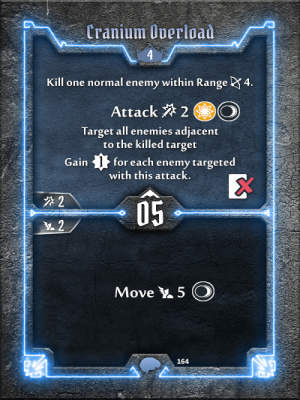 Cranium Overload
4
Kill one normal enemy within Range 4.
Attack 2
Target all enemies adjacent
to the killed target
Gain 1 for each enemy targeted
with this attack.
2
05
2
Move 5
164